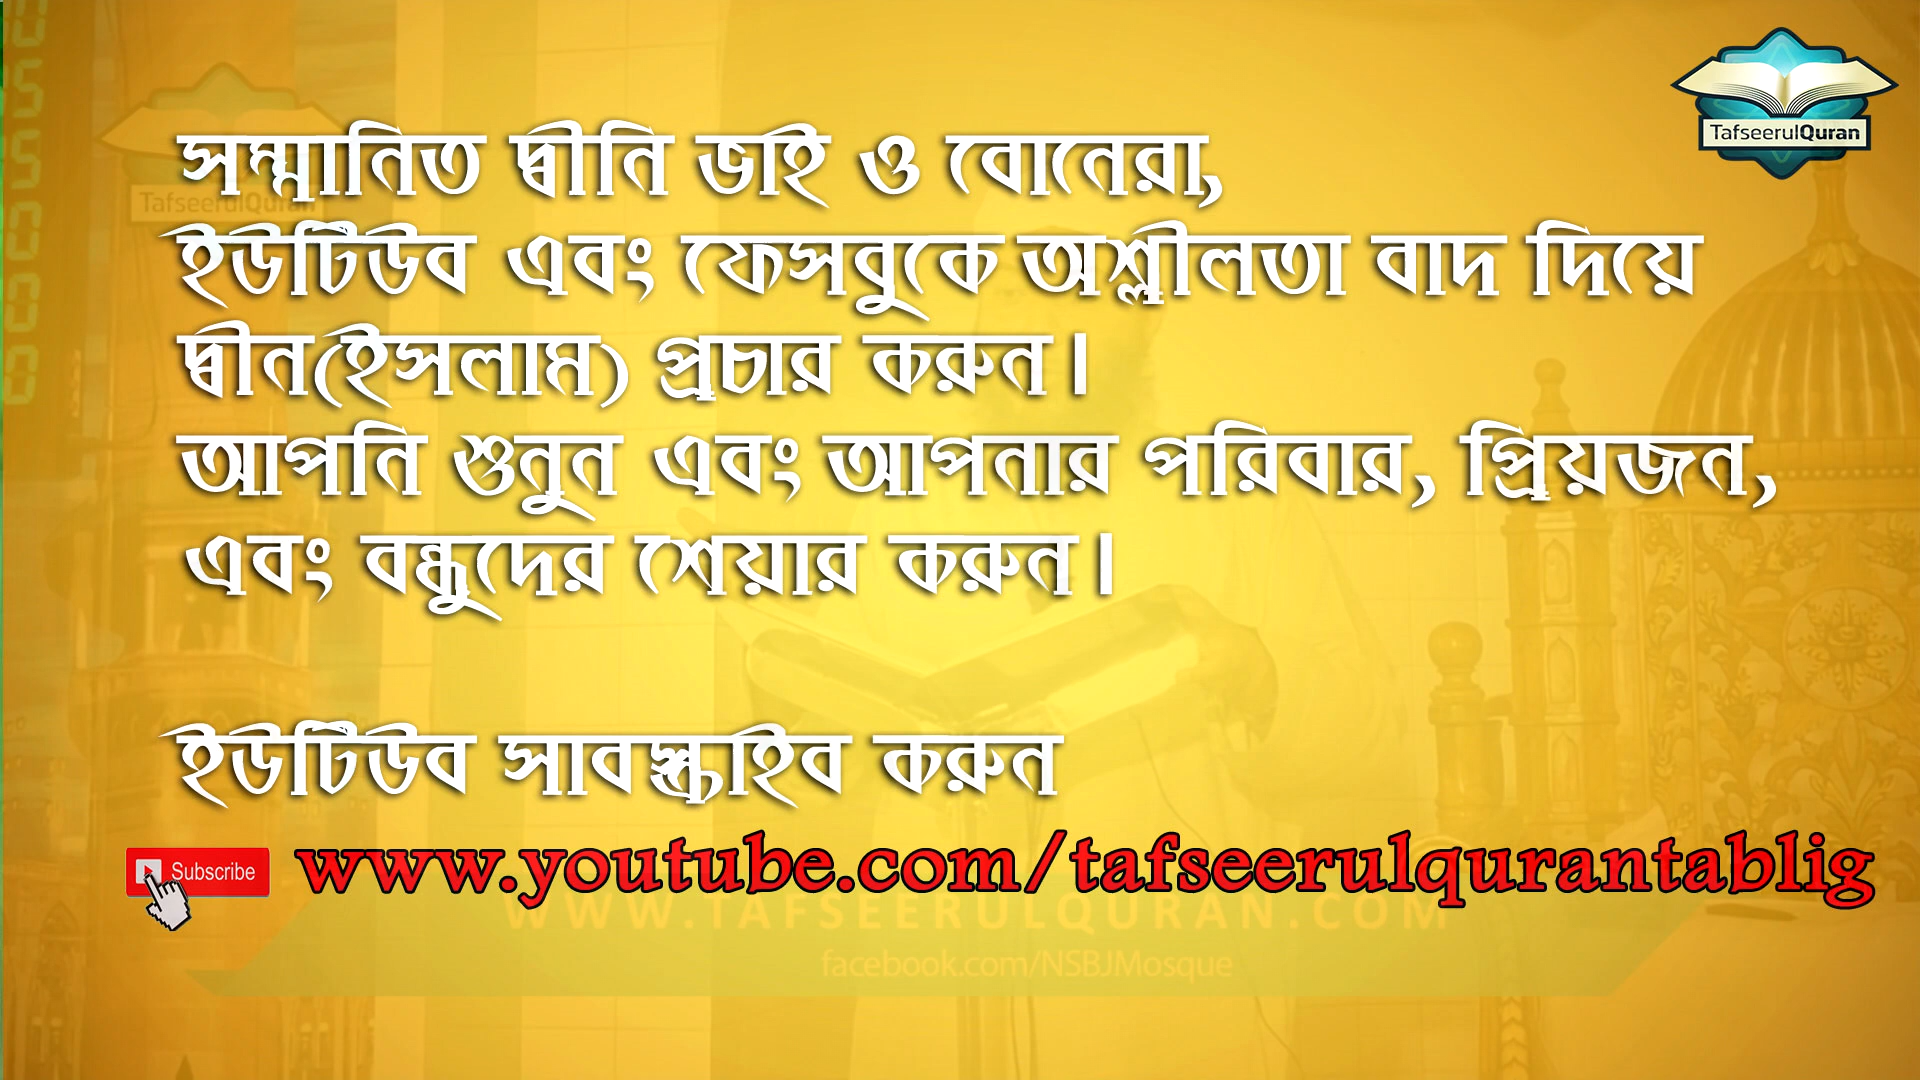 TafseerulQuran
TafseerulQuran
সম্মানিত দ্বীনি ভাই ও বোনেরা,
ইউটিউব এবং ফেসবুকে অশ্লীলতা বাদ দিয়ে
দ্বীন(ইসলাম) প্রচার করুন।
আপনি শুনুন এবং আপনার পরিবার, প্রিয়জন,
এবং বন্ধুদের শেয়ার করুন।
ইউটিউব সাবস্ক্রাইব করুন
Subscribe www.youtube.com/tafseerulqurantablig
WWW.TAFSEERULQURAN.COM
facebook.com/NSBJMosque